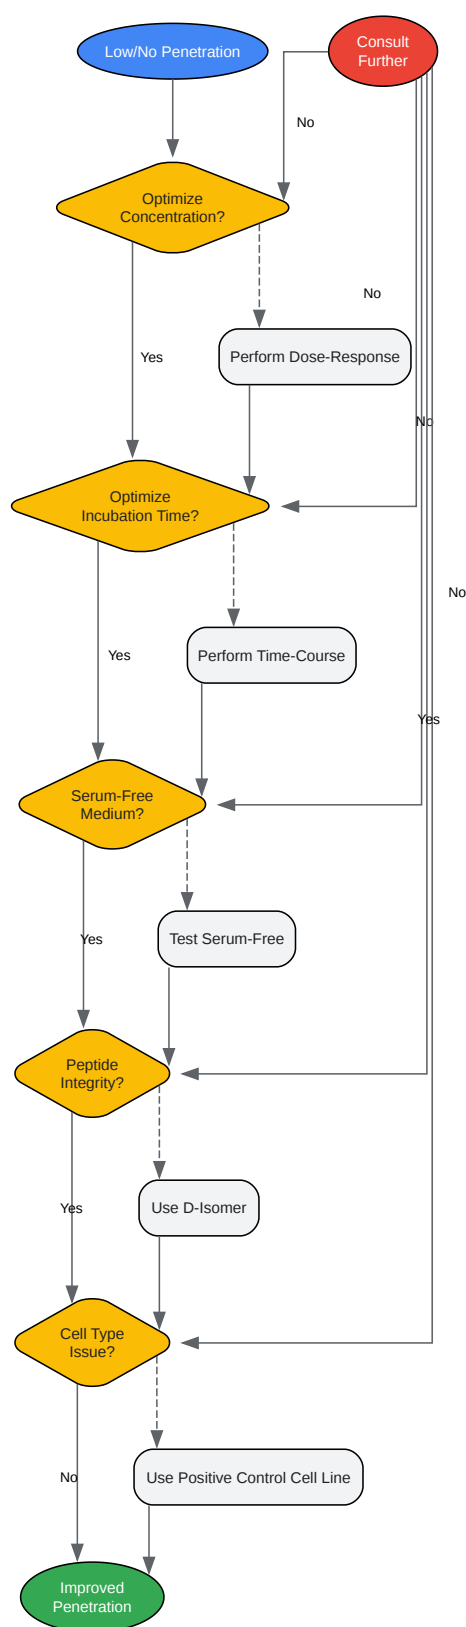 Low/No Penetration
Consult
Further
No
Optimize
Concentration?
No
Yes
Perform Dose-Response
No
Optimize
Incubation Time?
No
Yes
Perform Time-Course
Yes
Serum-Free
Medium?
Yes
Test Serum-Free
Peptide
Integrity?
Yes
Use D-Isomer
Cell Type
Issue?
No
Use Positive Control Cell Line
Improved
Penetration